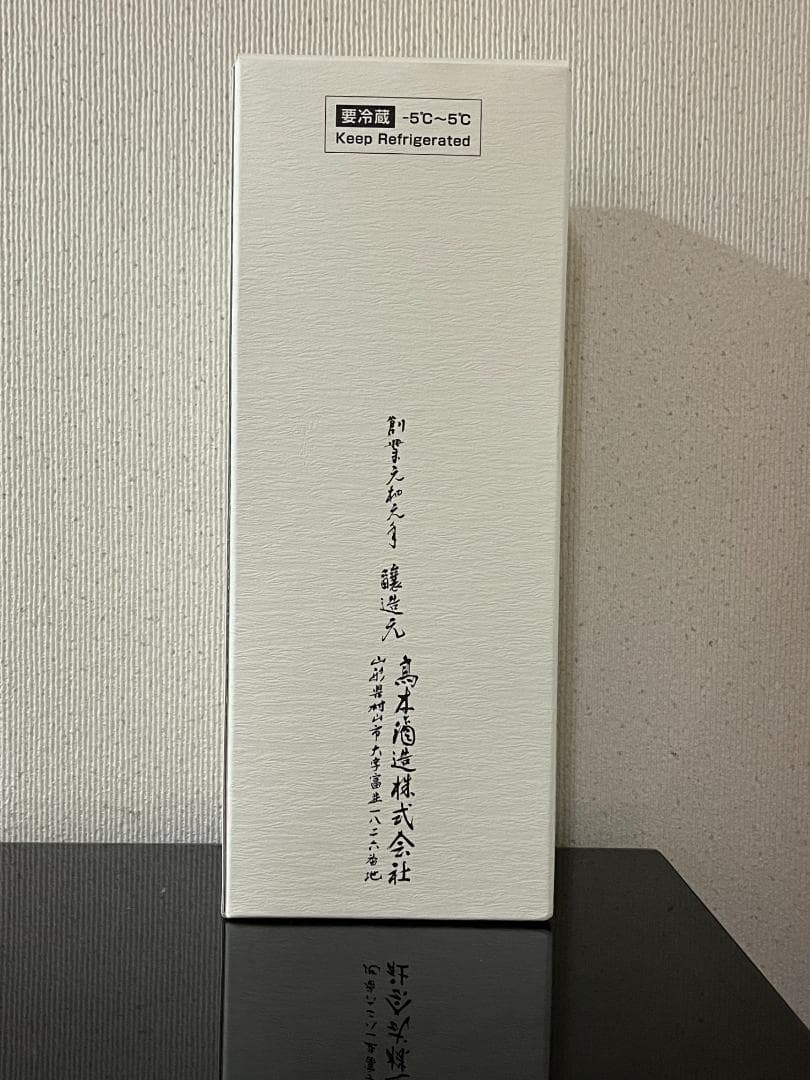 要冷蔵 -5℃～5℃
Keep Refrigerated
創業元和元年
醸造元
高木酒造株式会社
山形県村山市大字富並一八二六番地